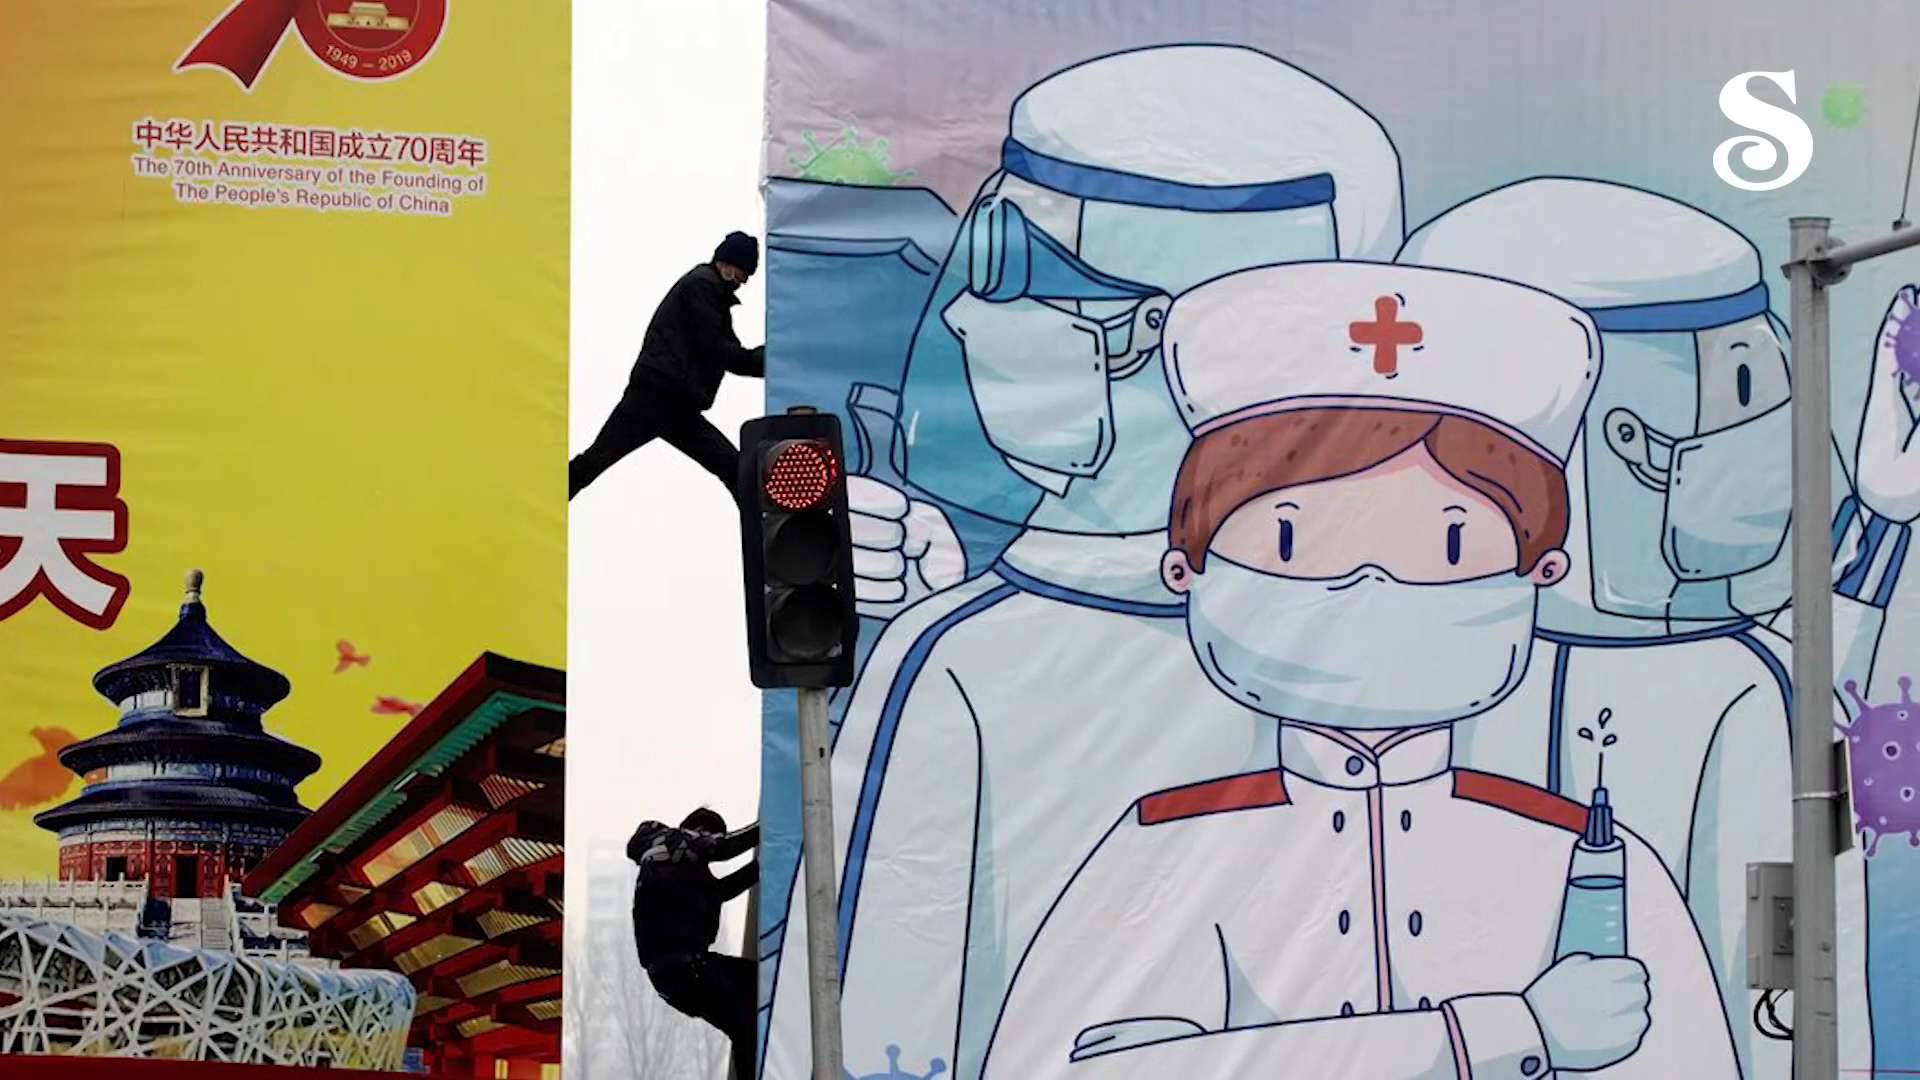 70
1949 – 2019
中华人民共和国成立70周年
The 70th Anniversary of the Founding of
The People's Republic of China
天
S